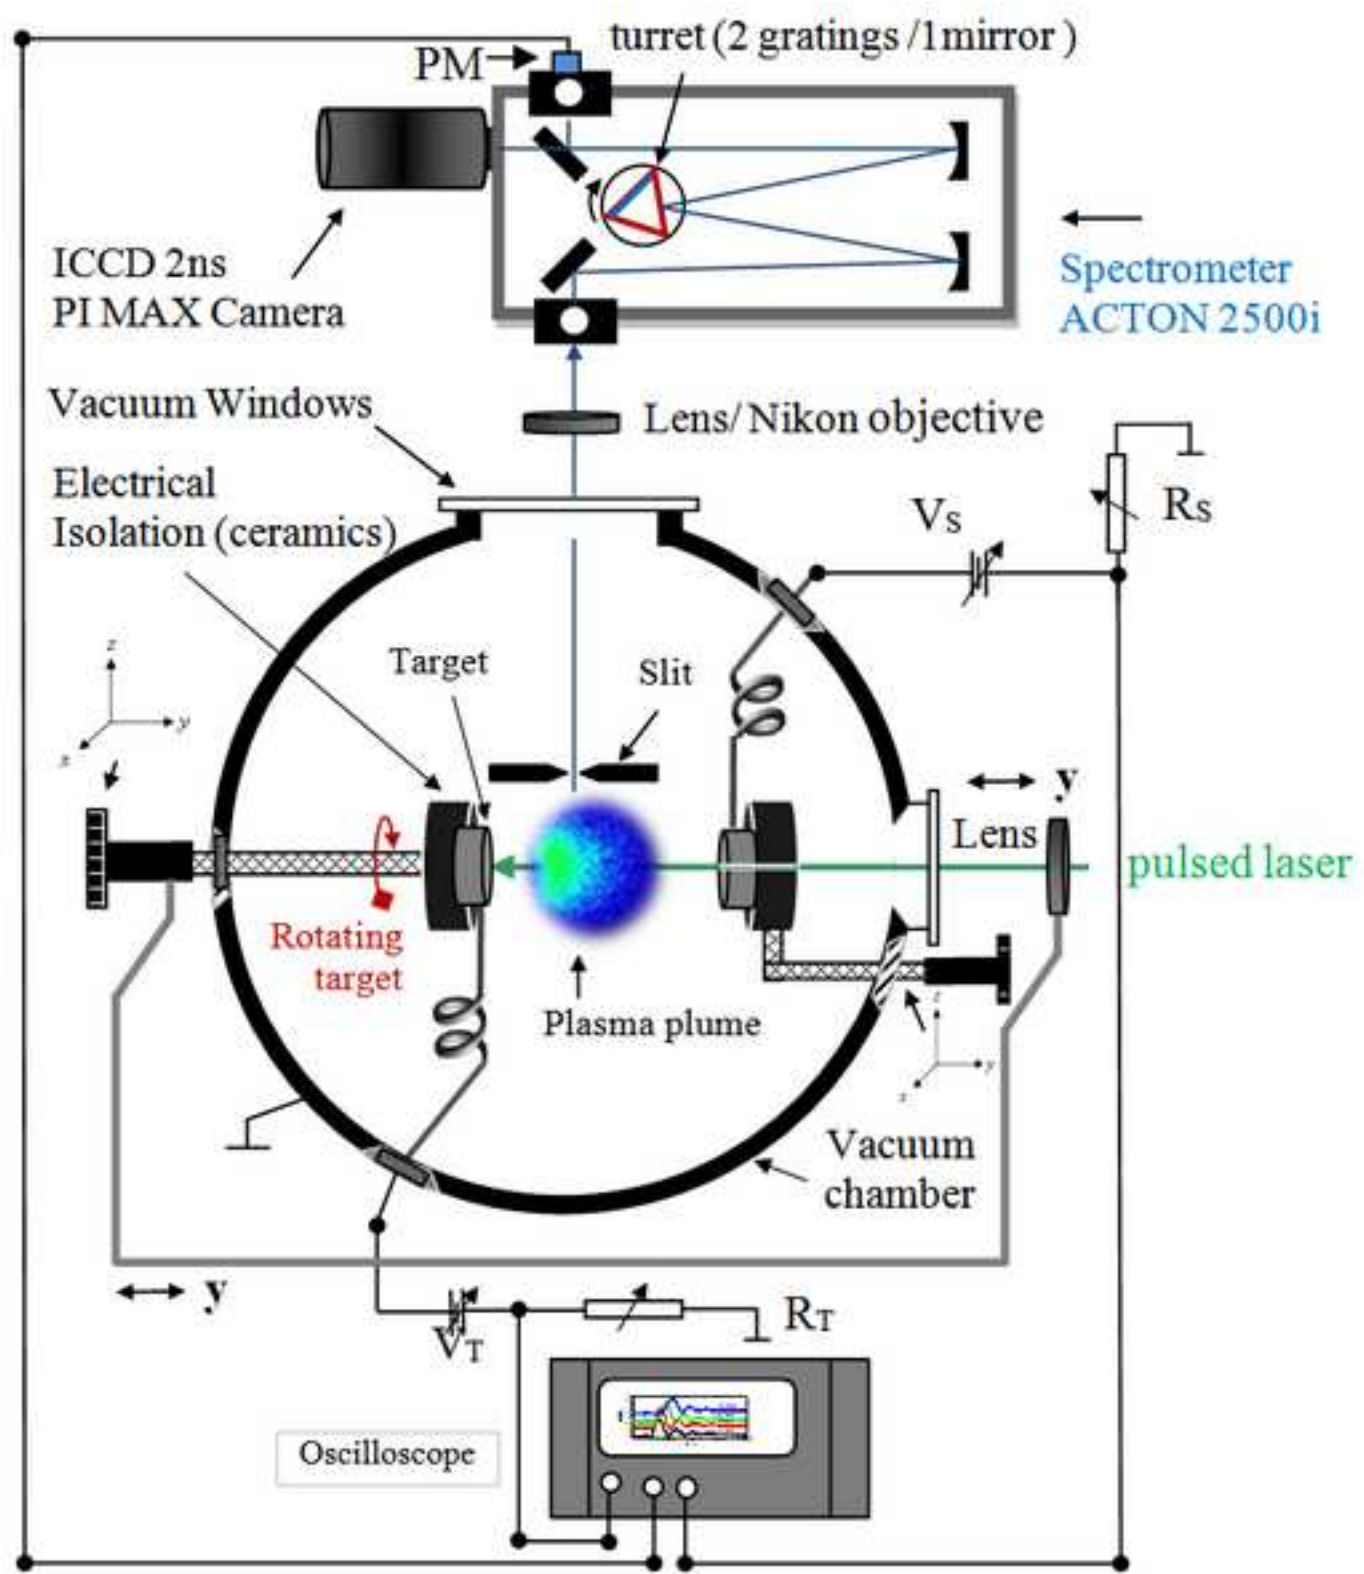 turret (2 gratings /1mirror )
PM
ICCD 2ns
PI MAX Camera
Spectrometer
ACTON 2500i
Vacuum Windows
Lens/ Nikon objective
Electrical
Isolation (ceramics)
VS
RS
Target
Slit
z
y
x
y
Lens
pulsed laser
Rotating
target
Plasma plume
z
y
x
Vacuum
chamber
y
VT
RT
Oscilloscope